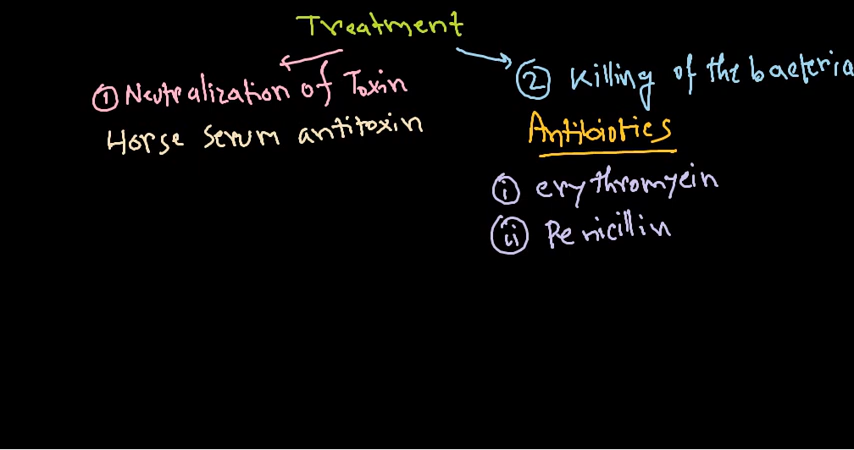 Treatment
① Neutralization of Toxin
Horse serum antitoxin
② Killing of the bacteria
Antibiotics
ⓘ erythromycin
ⓘⓘ Penicillin